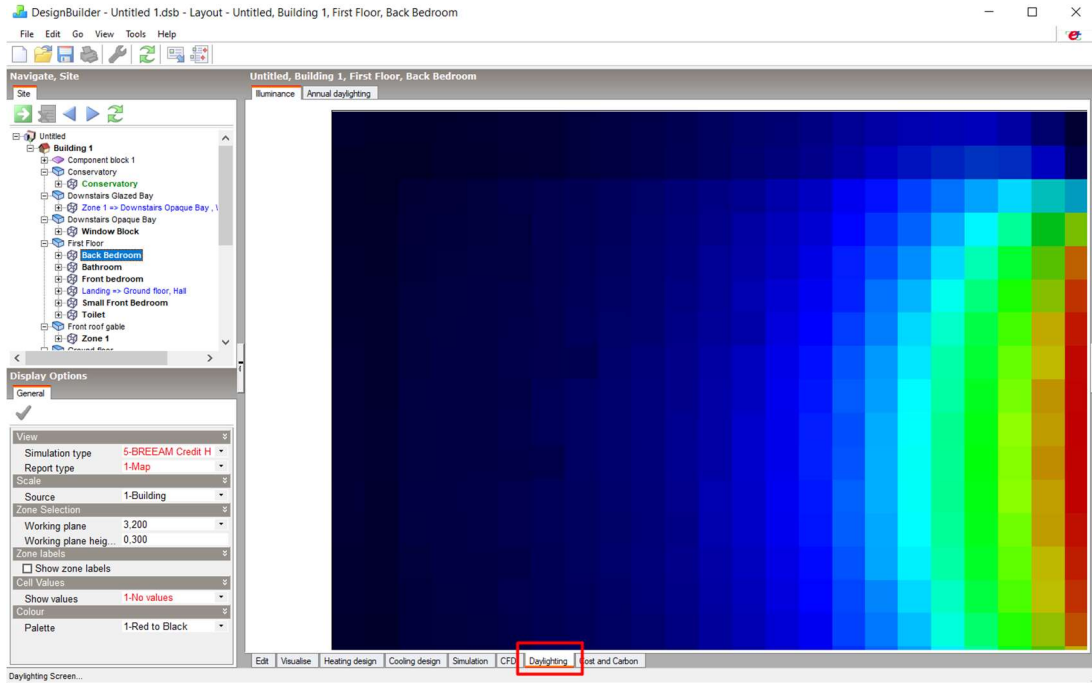 DesignBuilder - Untitled 1.dsb - Layout - Untitled, Building 1, First Floor, Back Bedroom
File Edit Go View Tools Help
Navigate, Site
Site
Untitled
Building 1
Component block 1
Conservatory
Conservatory
Downstairs Glazed Bay
Zone 1 => Downstairs Opaque Bay , \
Downstairs Opaque Bay
Window Block
First Floor
Back Bedroom
Bathroom
Front bedroom
Landing => Ground floor, Hall
Small Front Bedroom
Toilet
Front roof gable
Zone 1
Ground floor
Display Options
General
View
Simulation type 5-BREEAM Credit H
Report type 1-Map
Scale
Source 1-Building
Zone Selection
Working plane 3,200
Working plane heig... 0,300
Zone labels
Show zone labels
Cell Values
Show values 1-No values
Colour
Palette 1-Red to Black
Untitled, Building 1, First Floor, Back Bedroom
Illuminance Annual daylighting
Edit Visualise Heating design Cooling design Simulation CFD Daylighting Cost and Carbon
Daylighting Screen...